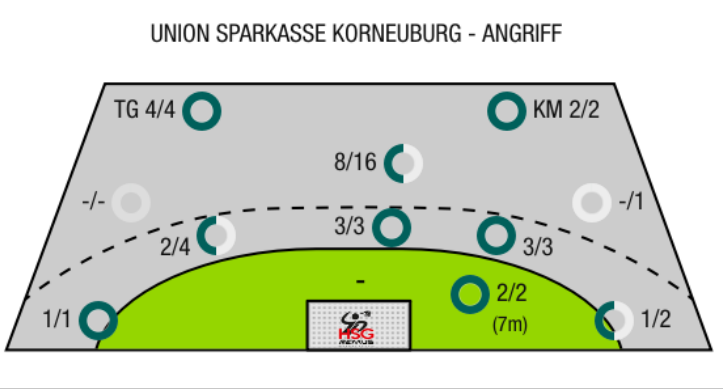 UNION SPARKASSE KORNEUBURG - ANGRIFF
TG 4/4
KM 2/2
8/16
-/-
-/1
2/4
3/3
3/3
-
2/2
(7m)
1/1
1/2
HSG
REMUS